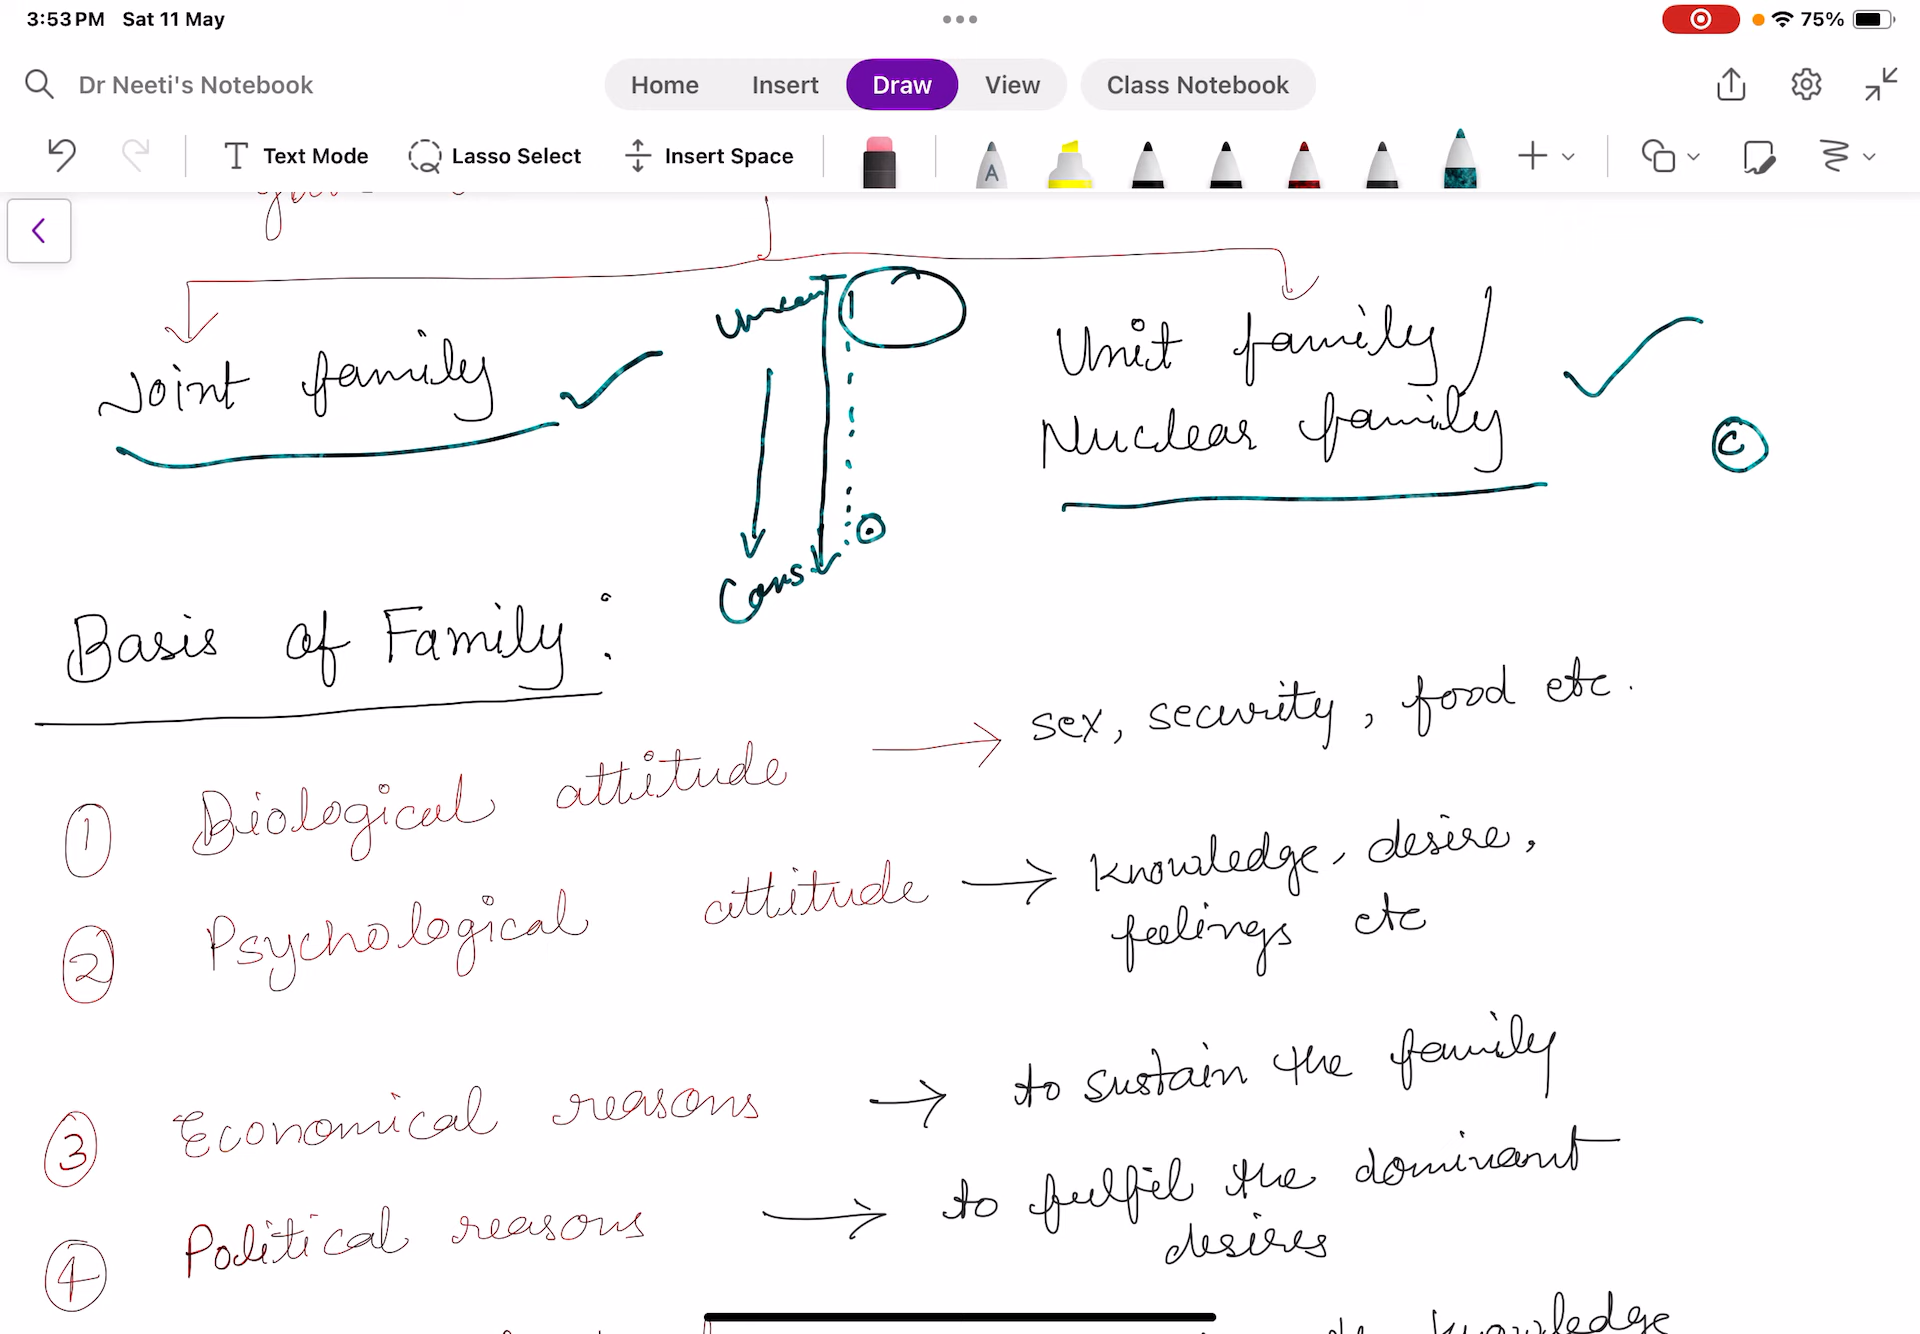 3:53 PM Sat 11 May
75%
Dr Neeti's Notebook
Home Insert Draw View Class Notebook
Text Mode Lasso Select Insert Space
A
Joint family
Unit family /
Nuclear family
C
Cons
Basis of Family :
1 Biological attitude → sex, security, food etc.
2 Psychological attitude → Knowledge, desire,
feelings etc
3 Economical reasons → to sustain the family
4 Political reasons → to fulfil the dominant
desires
knowledge